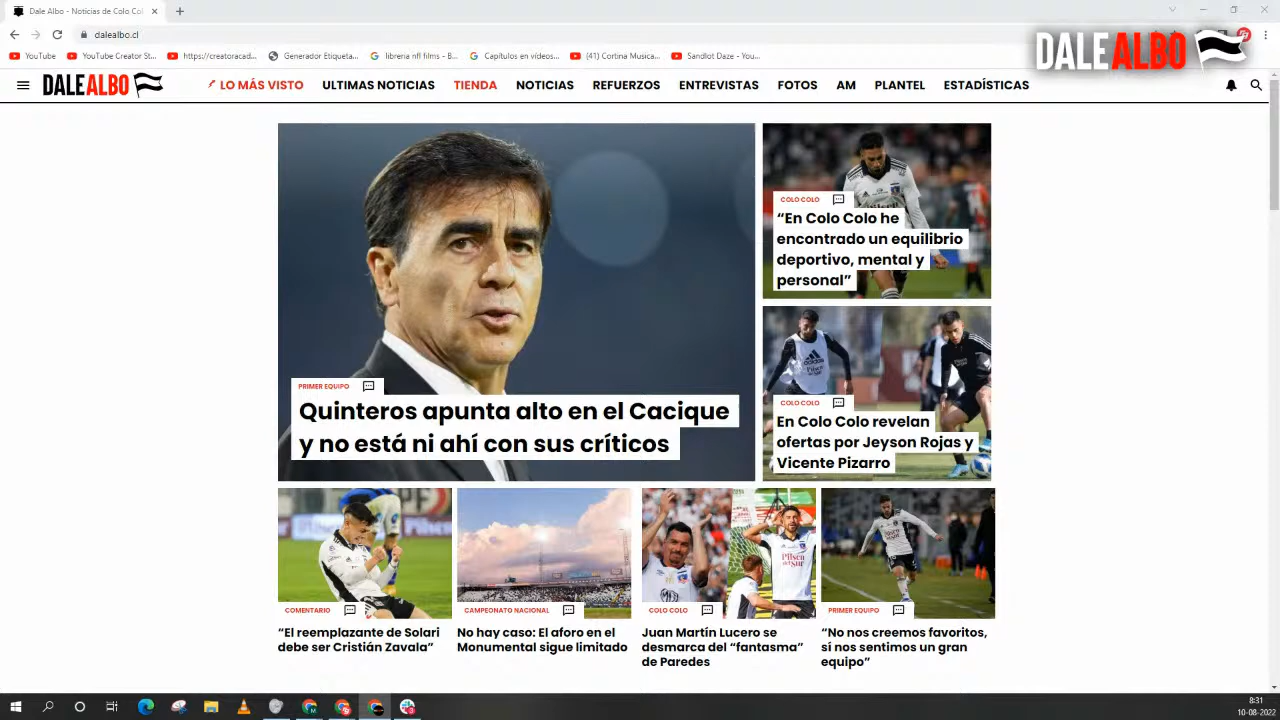 Dale Albo - Noticias de Colo Col
dalealbo.cl
YouTube
YouTube Creator St...
https://creatoracad...
Generador Etiqueta...
libreria nfl films - B...
Capítulos en vídeos...
(41) Cortina Musica...
Sandlot Daze - You...
DALEALBO
DALEALBO
LO MÁS VISTO
ULTIMAS NOTICIAS
TIENDA
NOTICIAS
REFUERZOS
ENTREVISTAS
FOTOS
AM
PLANTEL
ESTADÍSTICAS
PRIMER EQUIPO
Quinteros apunta alto en el Cacique
y no está ni ahí con sus críticos
COLO COLO
“En Colo Colo he
encontrado un equilibrio
deportivo, mental y
personal”
COLO COLO
En Colo Colo revelan
ofertas por Jeyson Rojas y
Vicente Pizarro
COMENTARIO
“El reemplazante de Solari
debe ser Cristián Zavala”
CAMPEONATO NACIONAL
No hay caso: El aforo en el
Monumental sigue limitado
COLO COLO
Juan Martín Lucero se
desmarca del “fantasma”
de Paredes
PRIMER EQUIPO
“No nos creemos favoritos,
sí nos sentimos un gran
equipo”
8:31
10-08-2022